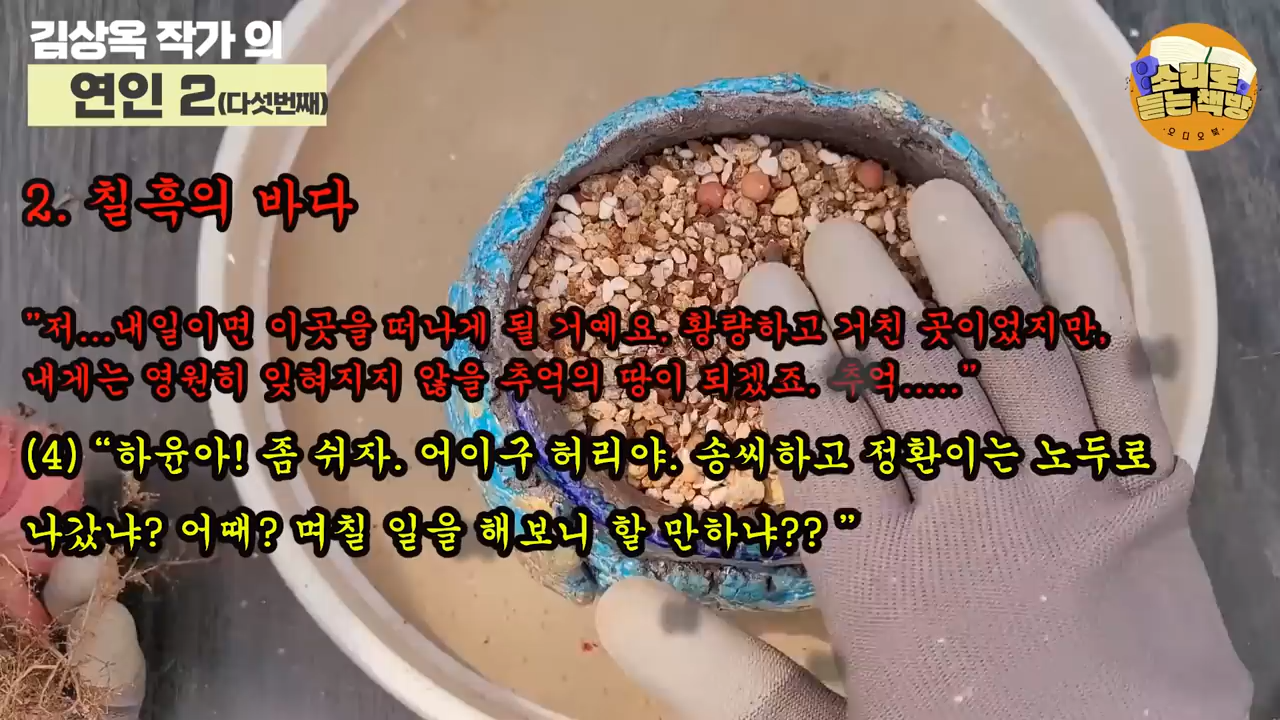 김상옥 작가 의
연인 2(다섯번째)
소리로
듣는 책방
·오디오북·
2. 칠흑의 바다
"저...내일이면 이곳을 떠나게 될 거예요. 황량하고 거친 곳이었지만,
내게는 영원히 잊혀지지 않을 추억의 땅이 되겠죠. 추억....."
(4) “하윤아! 좀 쉬자. 어이구 허리야. 송씨하고 정환이는 노두로
나갔냐? 어때? 며칠 일을 해보니 할 만하냐?? ”